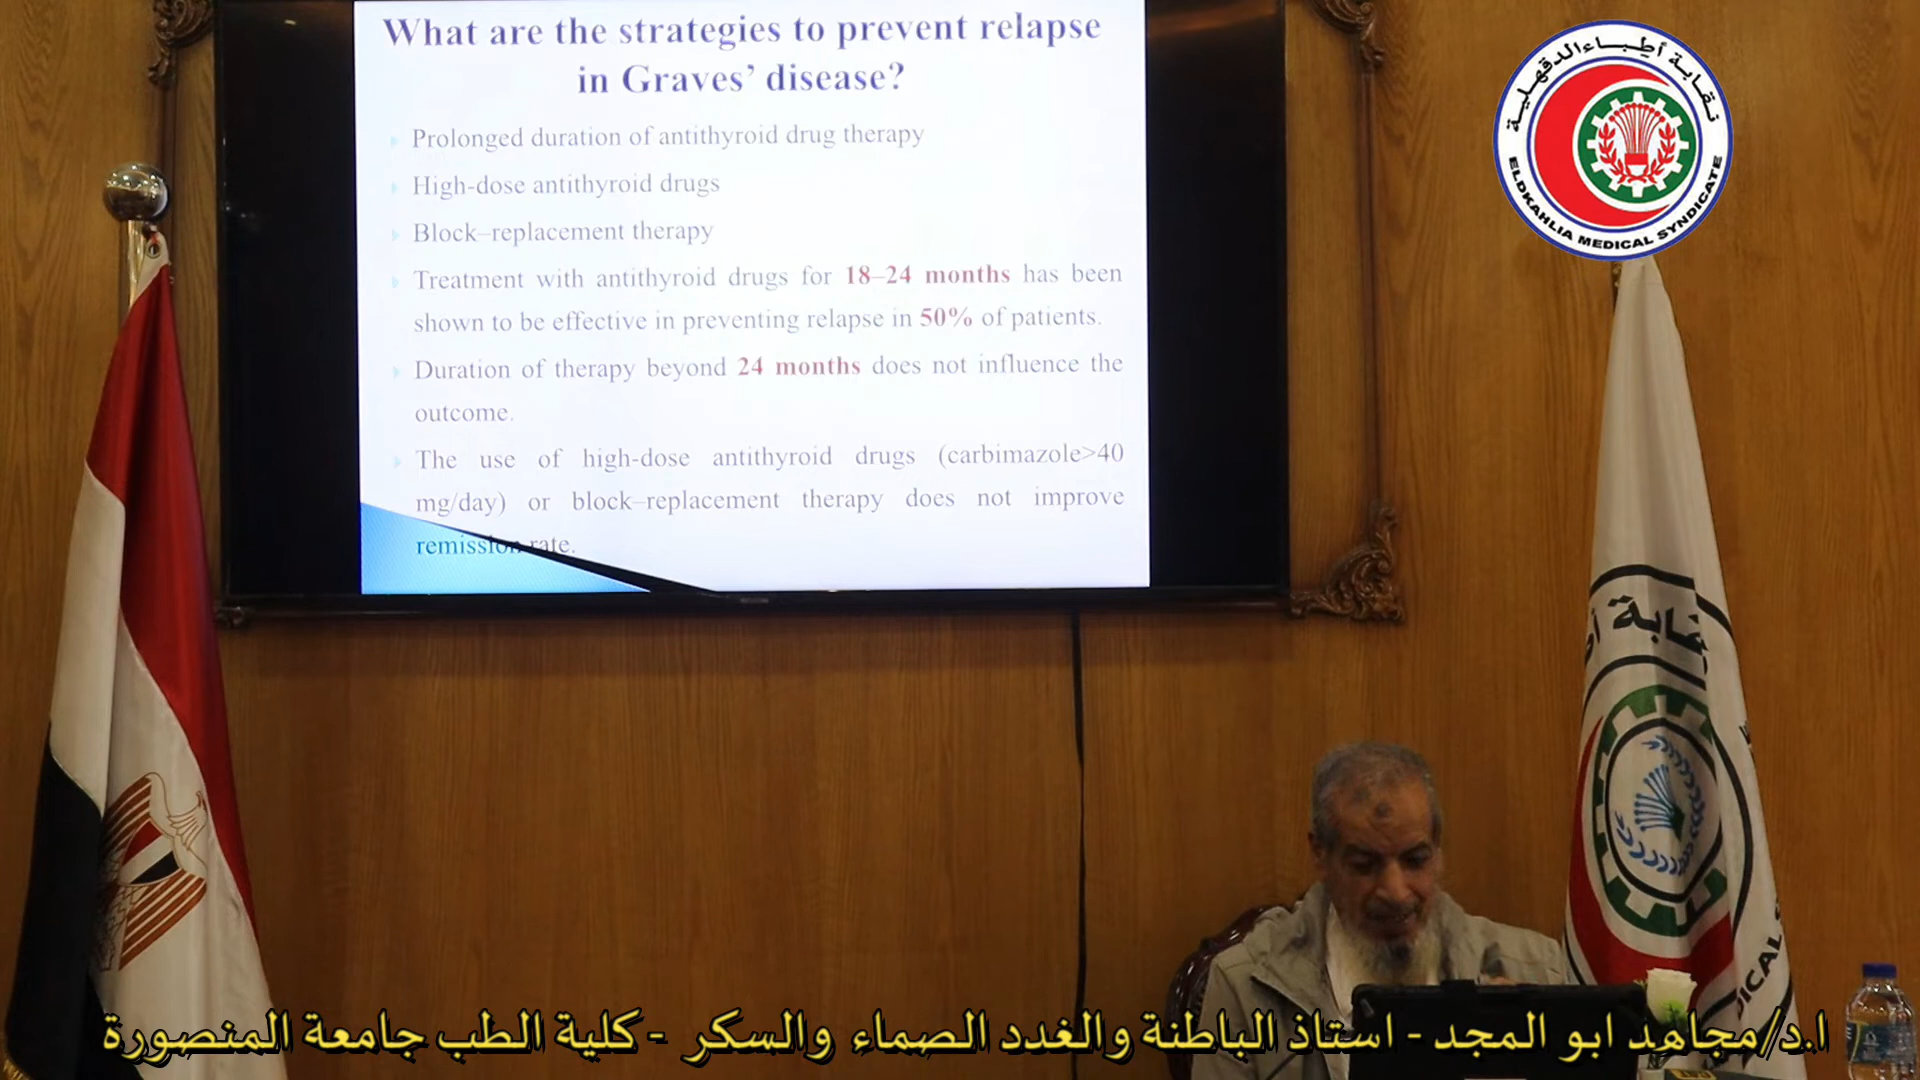 What are the strategies to prevent relapse
in Graves’ disease?
Prolonged duration of antithyroid drug therapy
High-dose antithyroid drugs
Block–replacement therapy
Treatment with antithyroid drugs for 18–24 months has been
shown to be effective in preventing relapse in 50% of patients.
Duration of therapy beyond 24 months does not influence the
outcome.
The use of high-dose antithyroid drugs (carbimazole>40
mg/day) or block–replacement therapy does not improve
remission rate.
نقابة أطباء الدقهلية
ELDKAHLIA MEDICAL SYNDICATE
ا.د/مجاهد ابو المجد - استاذ الباطنة والغدد الصماء والسكر - كلية الطب جامعة المنصورة